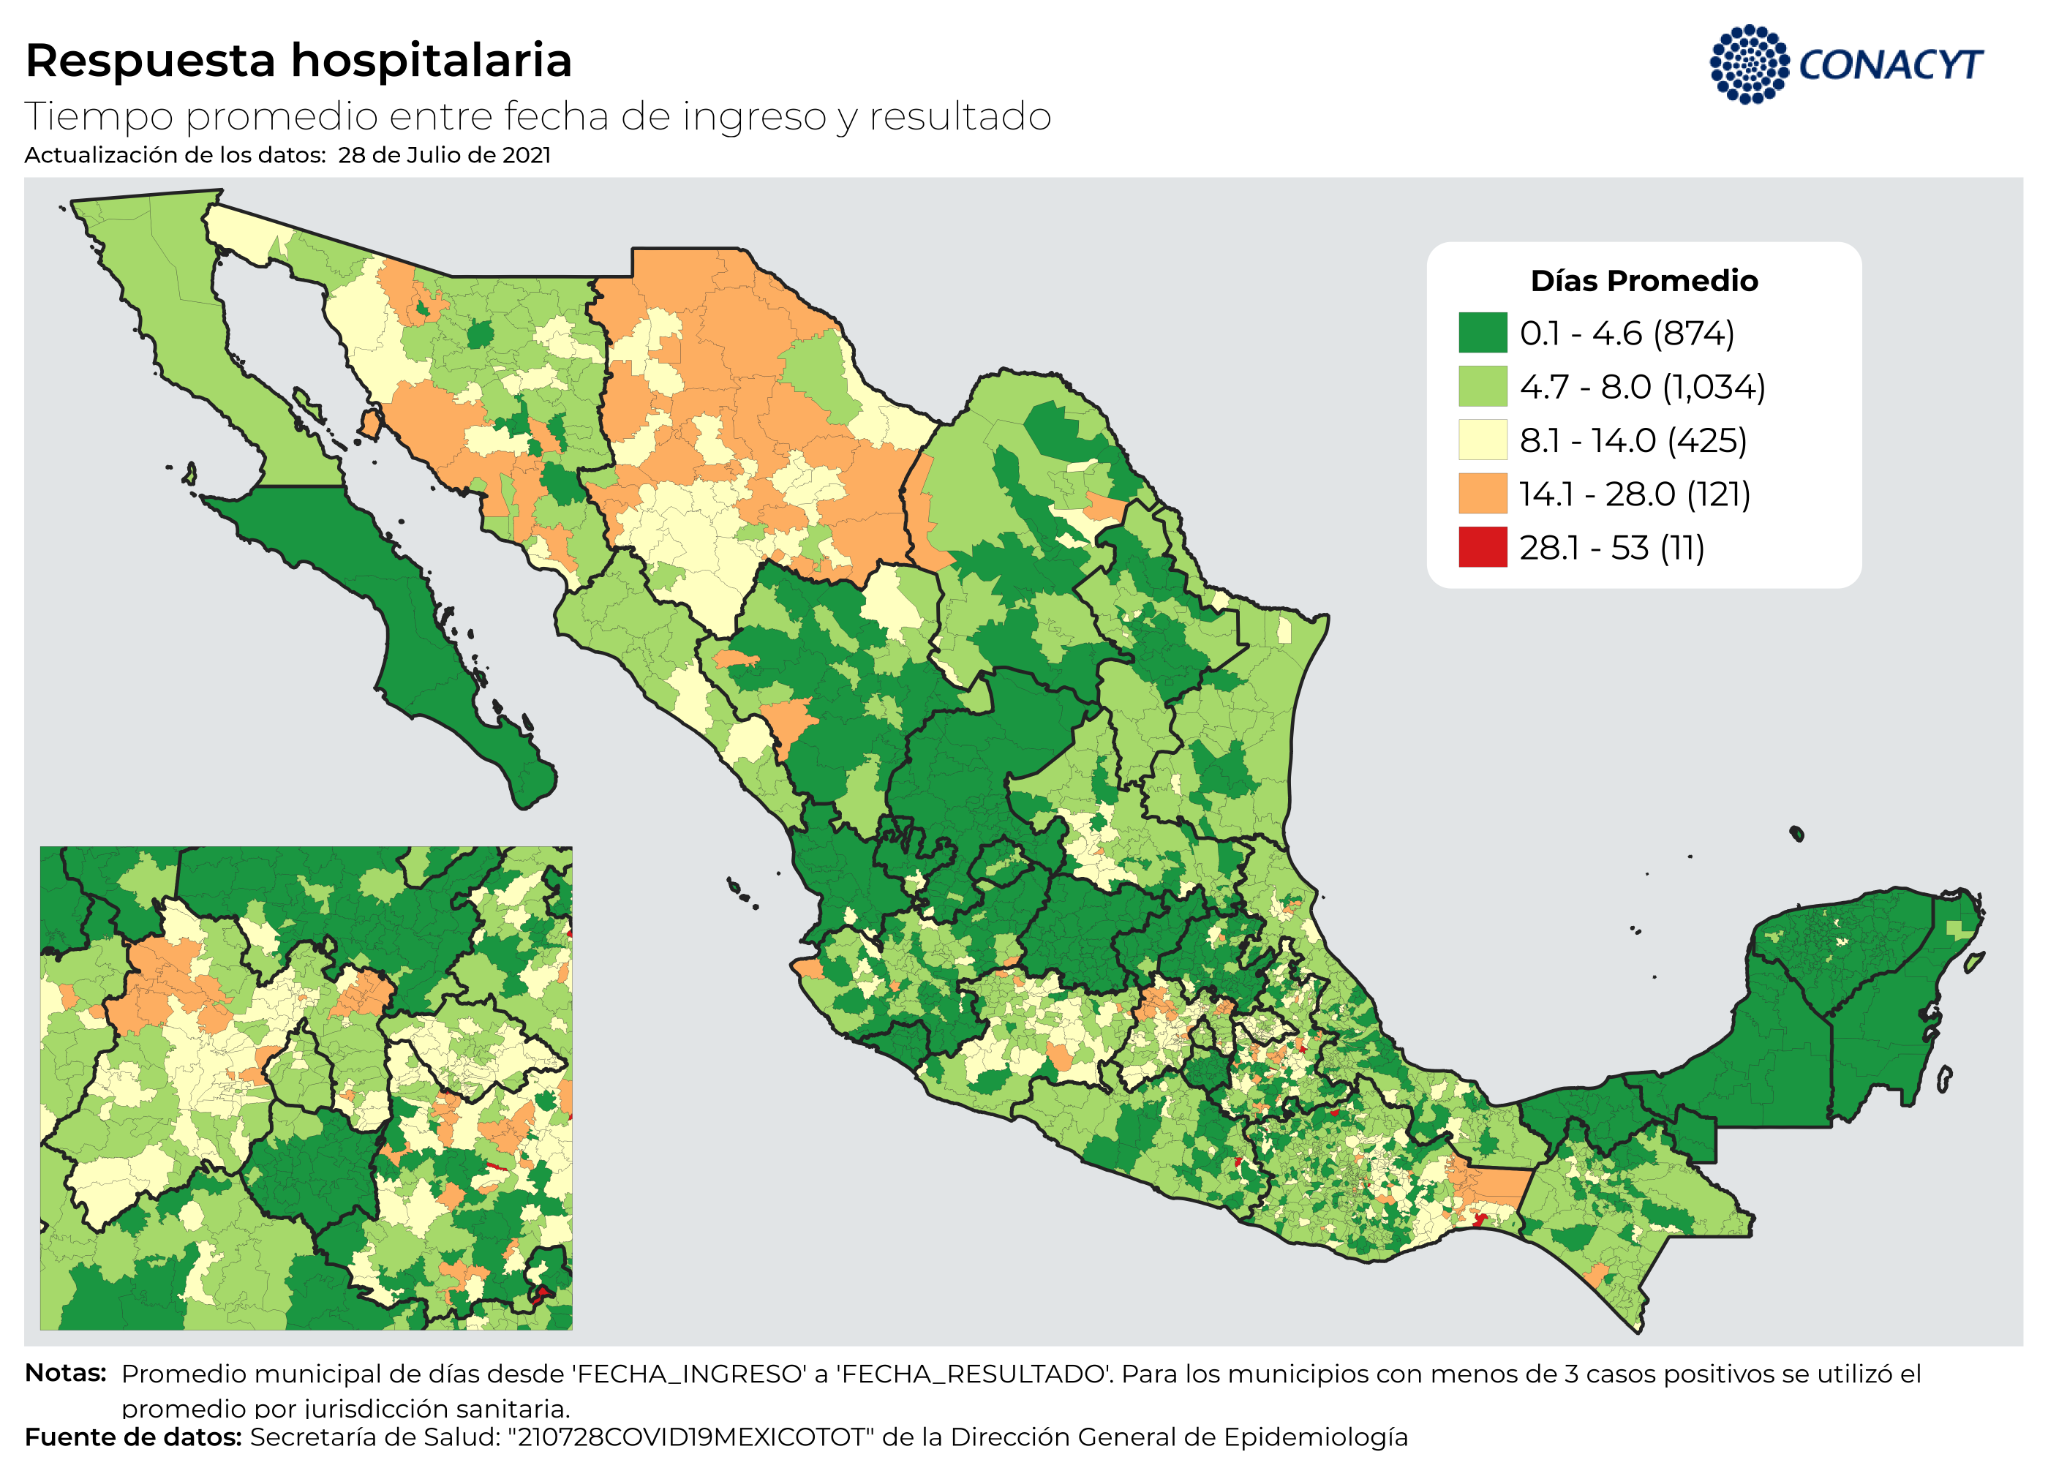 Respuesta hospitalaria
CONACYT
Tiempo promedio entre fecha de ingreso y resultado
Actualización de los datos: 28 de Julio de 2021
Días Promedio
0.1 - 4.6 (874)
4.7 - 8.0 (1,034)
8.1 - 14.0 (425)
14.1 - 28.0 (121)
28.1 - 53 (11)
Notas: Promedio municipal de días desde 'FECHA_INGRESO' a 'FECHA_RESULTADO'. Para los municipios con menos de 3 casos positivos se utilizó el
promedio por jurisdicción sanitaria.
Fuente de datos: Secretaría de Salud: "210728COVID19MEXICOTOT" de la Dirección General de Epidemiología